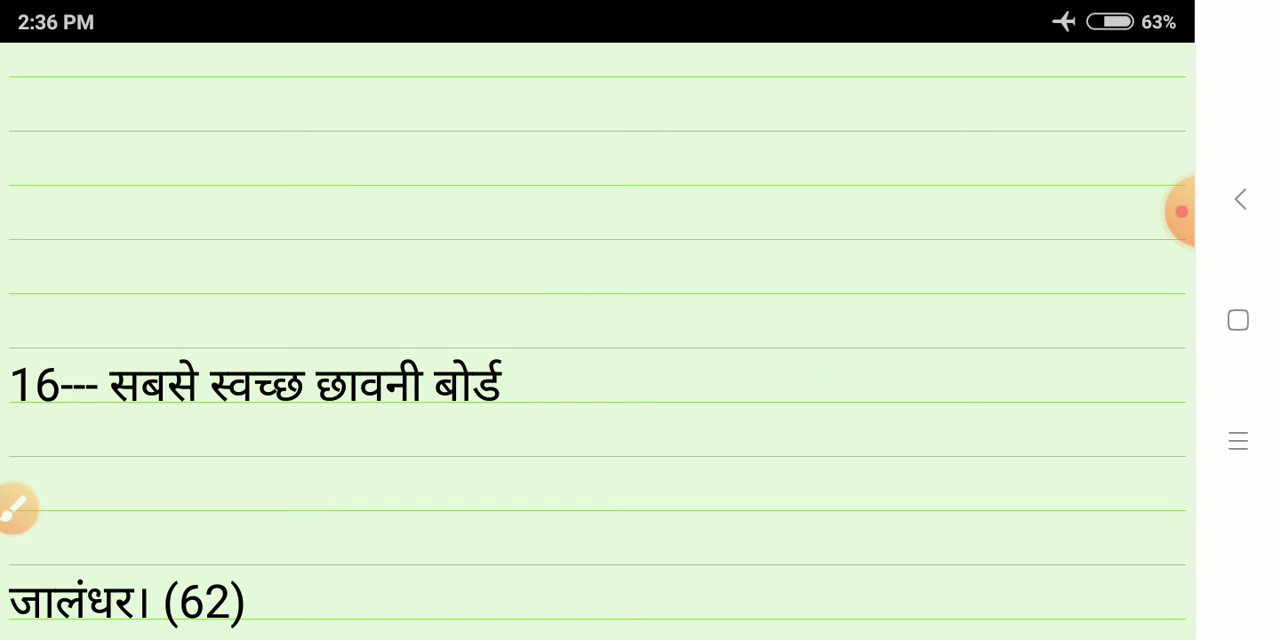 2:36 PM 63%
16--- सबसे स्वच्छ छावनी बोर्ड
जालंधर। (62)